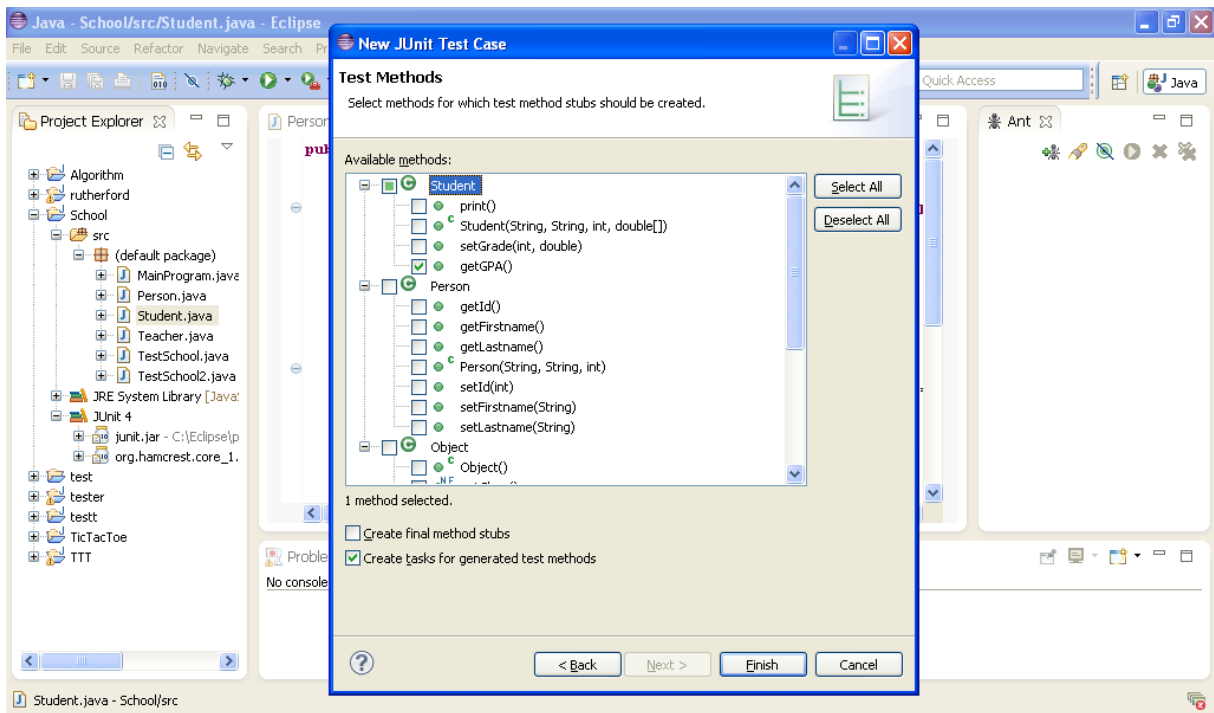 Java - School/src/Student.java - Eclipse
File Edit Source Refactor Navigate Search Pr
Quick Access
Java
Project Explorer
Algorithm
rutherford
School
src
(default package)
MainProgram.java
Person.java
Student.java
Teacher.java
TestSchool.java
TestSchool2.java
JRE System Library [Java:
JUnit 4
junit.jar - C:\Eclipse\p
org.hamcrest.core_1.
test
tester
testt
TicTacToe
TTT
Person
pub
New JUnit Test Case
Test Methods
Select methods for which test method stubs should be created.
Available methods:
Student
print()
Student(String, String, int, double[])
setGrade(int, double)
getGPA()
Person
getId()
getFirstname()
getLastname()
Person(String, String, int)
setId(int)
setFirstname(String)
setLastname(String)
Object
Object()
Select All
Deselect All
1 method selected.
Create final method stubs
Create tasks for generated test methods
< Back Next > Finish Cancel
Ant
Proble
No console
Student.java - School/src